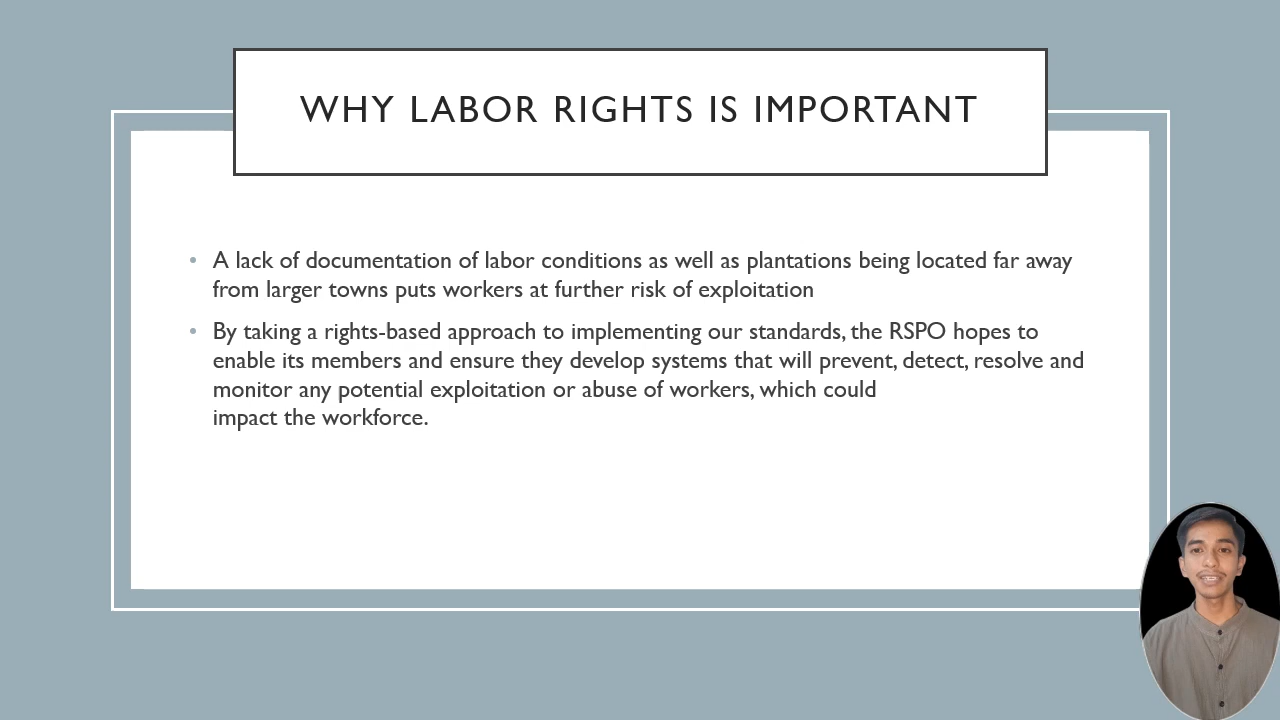 WHY LABOR RIGHTS IS IMPORTANT
• A lack of documentation of labor conditions as well as plantations being located far away
from larger towns puts workers at further risk of exploitation
• By taking a rights-based approach to implementing our standards, the RSPO hopes to
enable its members and ensure they develop systems that will prevent, detect, resolve and
monitor any potential exploitation or abuse of workers, which could
impact the workforce.